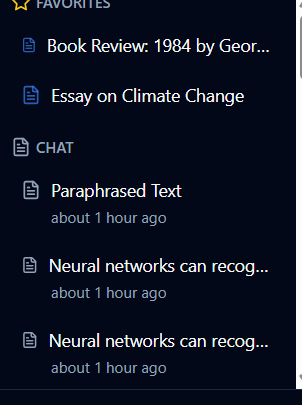 FAVORITES
Book Review: 1984 by Geor...
Essay on Climate Change
CHAT
Paraphrased Text
about 1 hour ago
Neural networks can recog...
about 1 hour ago
Neural networks can recog...
about 1 hour ago